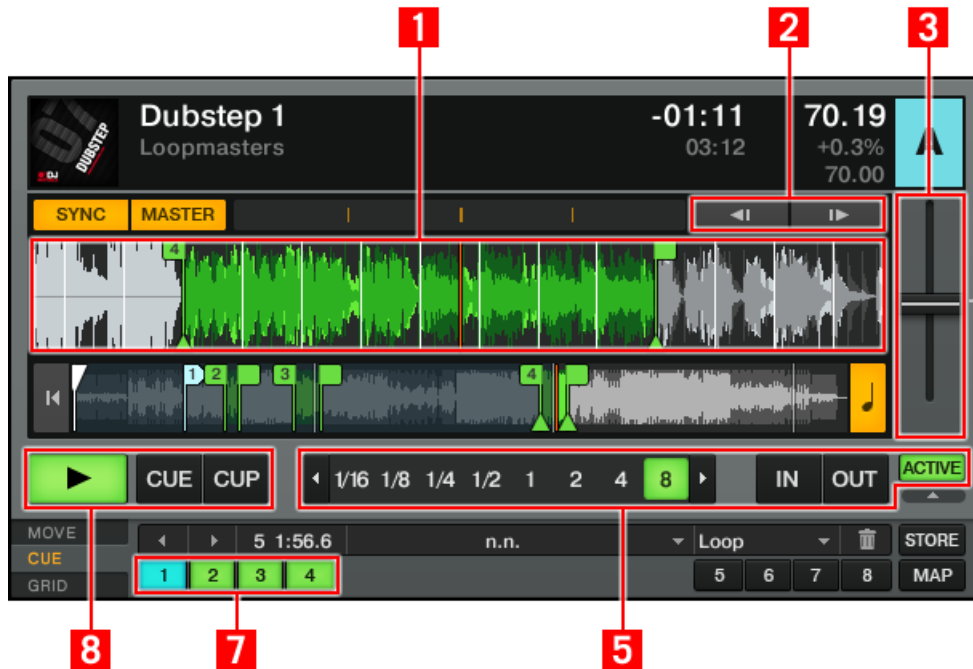 1 2 3
Dubstep 1 -01:11 70.19 A
Loopmasters 03:12 +0.3%
70.00
DJ DUBSTEP
SYNC MASTER
4
1 2 3 4
CUE CUP 1/16 1/8 1/4 1/2 1 2 4 8 IN OUT ACTIVE
MOVE 5 1:56.6 n.n. Loop STORE
CUE
GRID 1 2 3 4 5 6 7 8 MAP
8 7 5